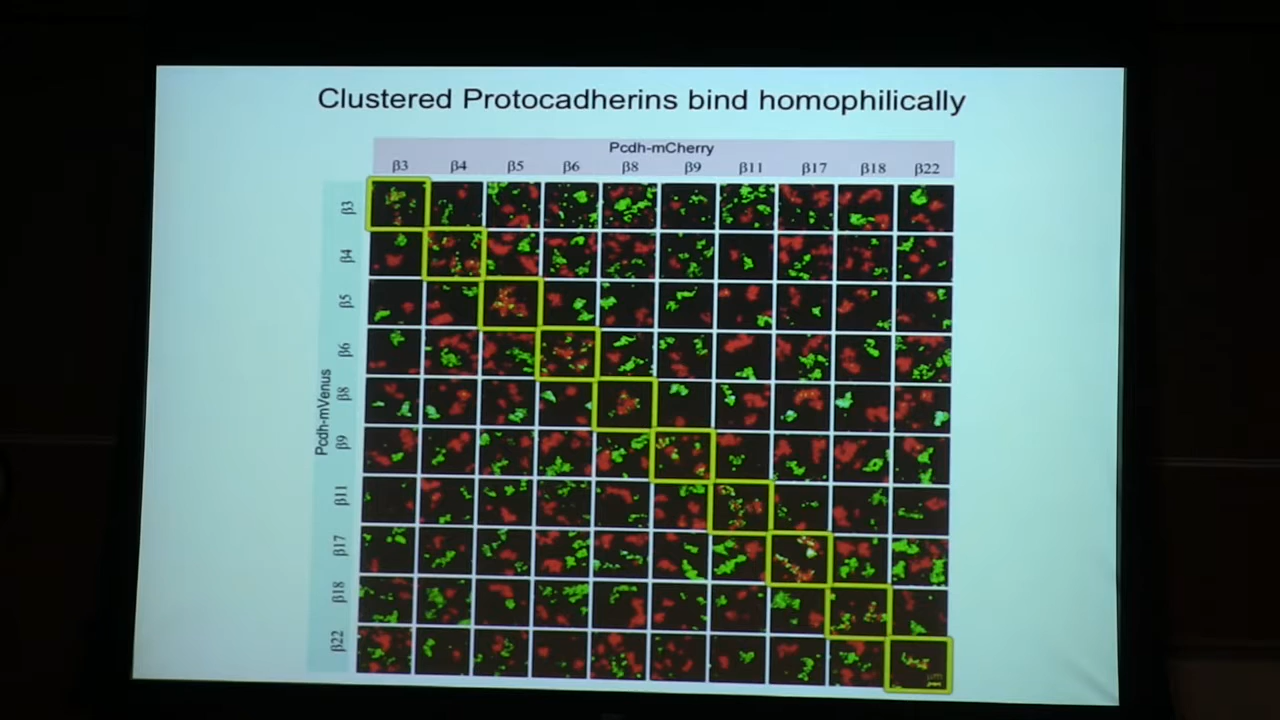 Clustered Protocadherins bind homophilically
Pcdh-mCherry
β3 β4 β5 β6 β8 β9 β11 β17 β18 β22
Pcdh-mVenus
β3
β4
β5
β6
β8
β9
β11
β17
β18
β22